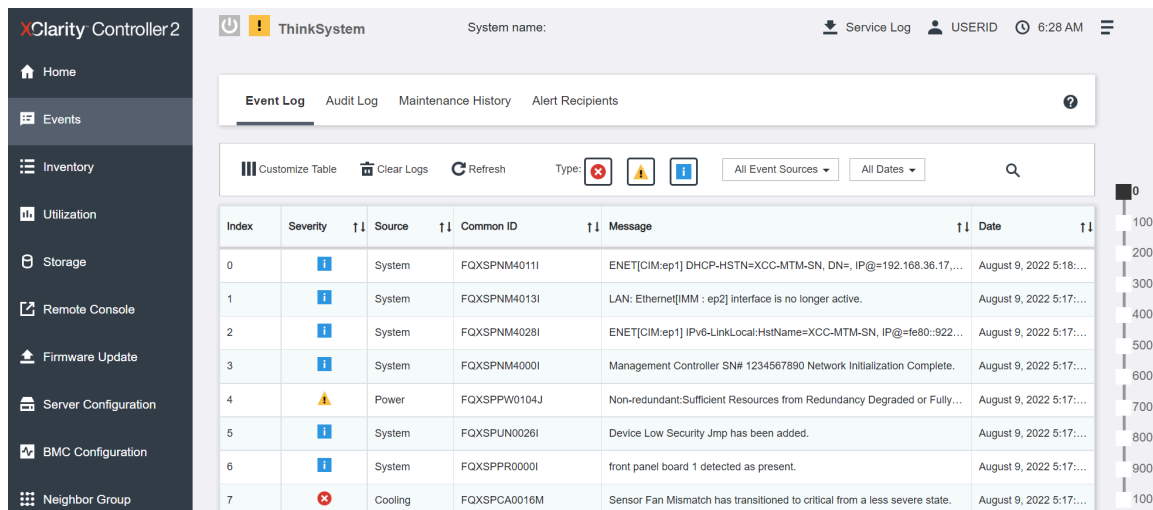 XClarity Controller 2
ThinkSystem System name: Service Log USERID 6:28 AM
Home
Events
Inventory
Utilization
Storage
Remote Console
Firmware Update
Server Configuration
BMC Configuration
Neighbor Group
Event Log Audit Log Maintenance History Alert Recipients
Customize Table Clear Logs Refresh Type: All Event Sources All Dates
Index Severity Source Common ID Message Date
0 System FQXSPNM4011I ENET[CIM:ep1] DHCP-HSTN=XCC-MTM-SN, DN=, IP@=192.168.36.17,... August 9, 2022 5:18:...
1 System FQXSPNM4013I LAN: Ethernet[IMM : ep2] interface is no longer active. August 9, 2022 5:17:...
2 System FQXSPNM4028I ENET[CIM:ep1] IPv6-LinkLocal:HstName=XCC-MTM-SN, IP@=fe80::922... August 9, 2022 5:17:...
3 System FQXSPNM4000I Management Controller SN# 1234567890 Network Initialization Complete. August 9, 2022 5:17:...
4 Power FQXSPPW0104J Non-redundant:Sufficient Resources from Redundancy Degraded or Fully... August 9, 2022 5:17:...
5 System FQXSPUN0026I Device Low Security Jmp has been added. August 9, 2022 5:17:...
6 System FQXSPPR0000I front panel board 1 detected as present. August 9, 2022 5:17:...
7 Cooling FQXSPCA0016M Sensor Fan Mismatch has transitioned to critical from a less severe state. August 9, 2022 5:17:...
0
100
200
300
400
500
600
700
800
900
100